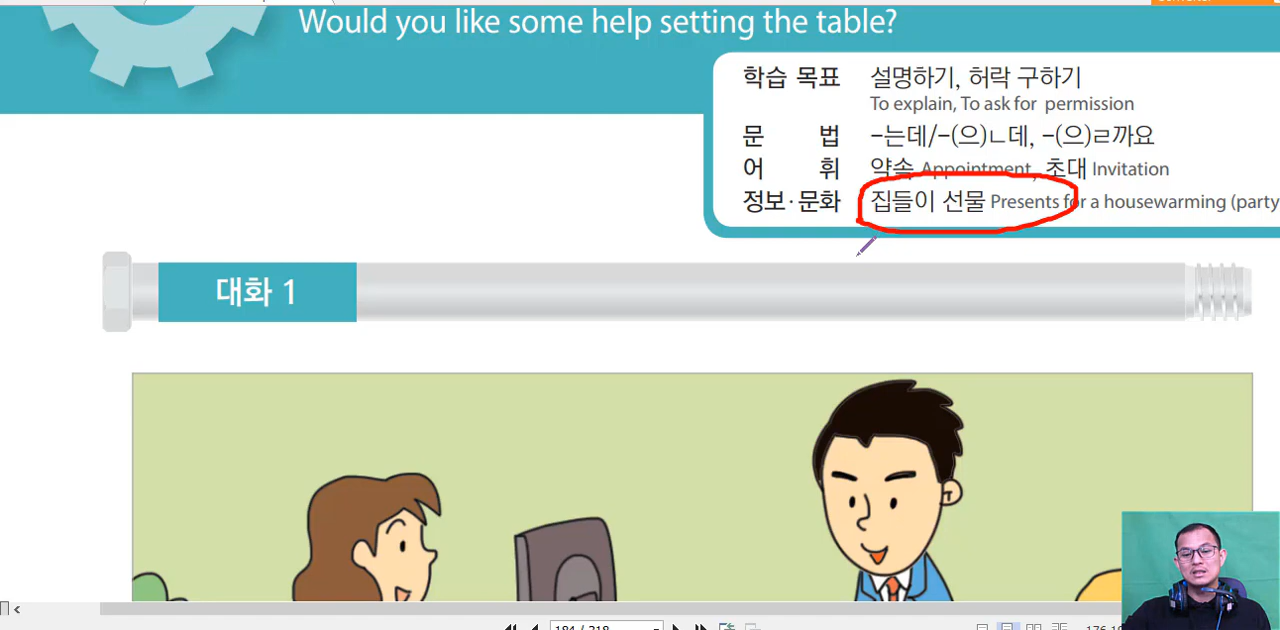 Would you like some help setting the table?
학습 목표 설명하기, 허락 구하기
To explain, To ask for permission
문 법 -는데/-(으)ㄴ데, -(으)ㄹ까요
어 휘 약속 Appointment, 초대 Invitation
정보·문화 집들이 선물 Presents for a housewarming (party
대화 1
184 / 318